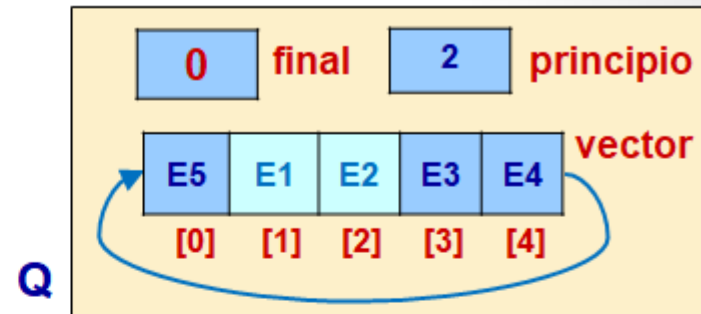 0 final 2 principio
vector
E5 E1 E2 E3 E4
[0] [1] [2] [3] [4]
Q